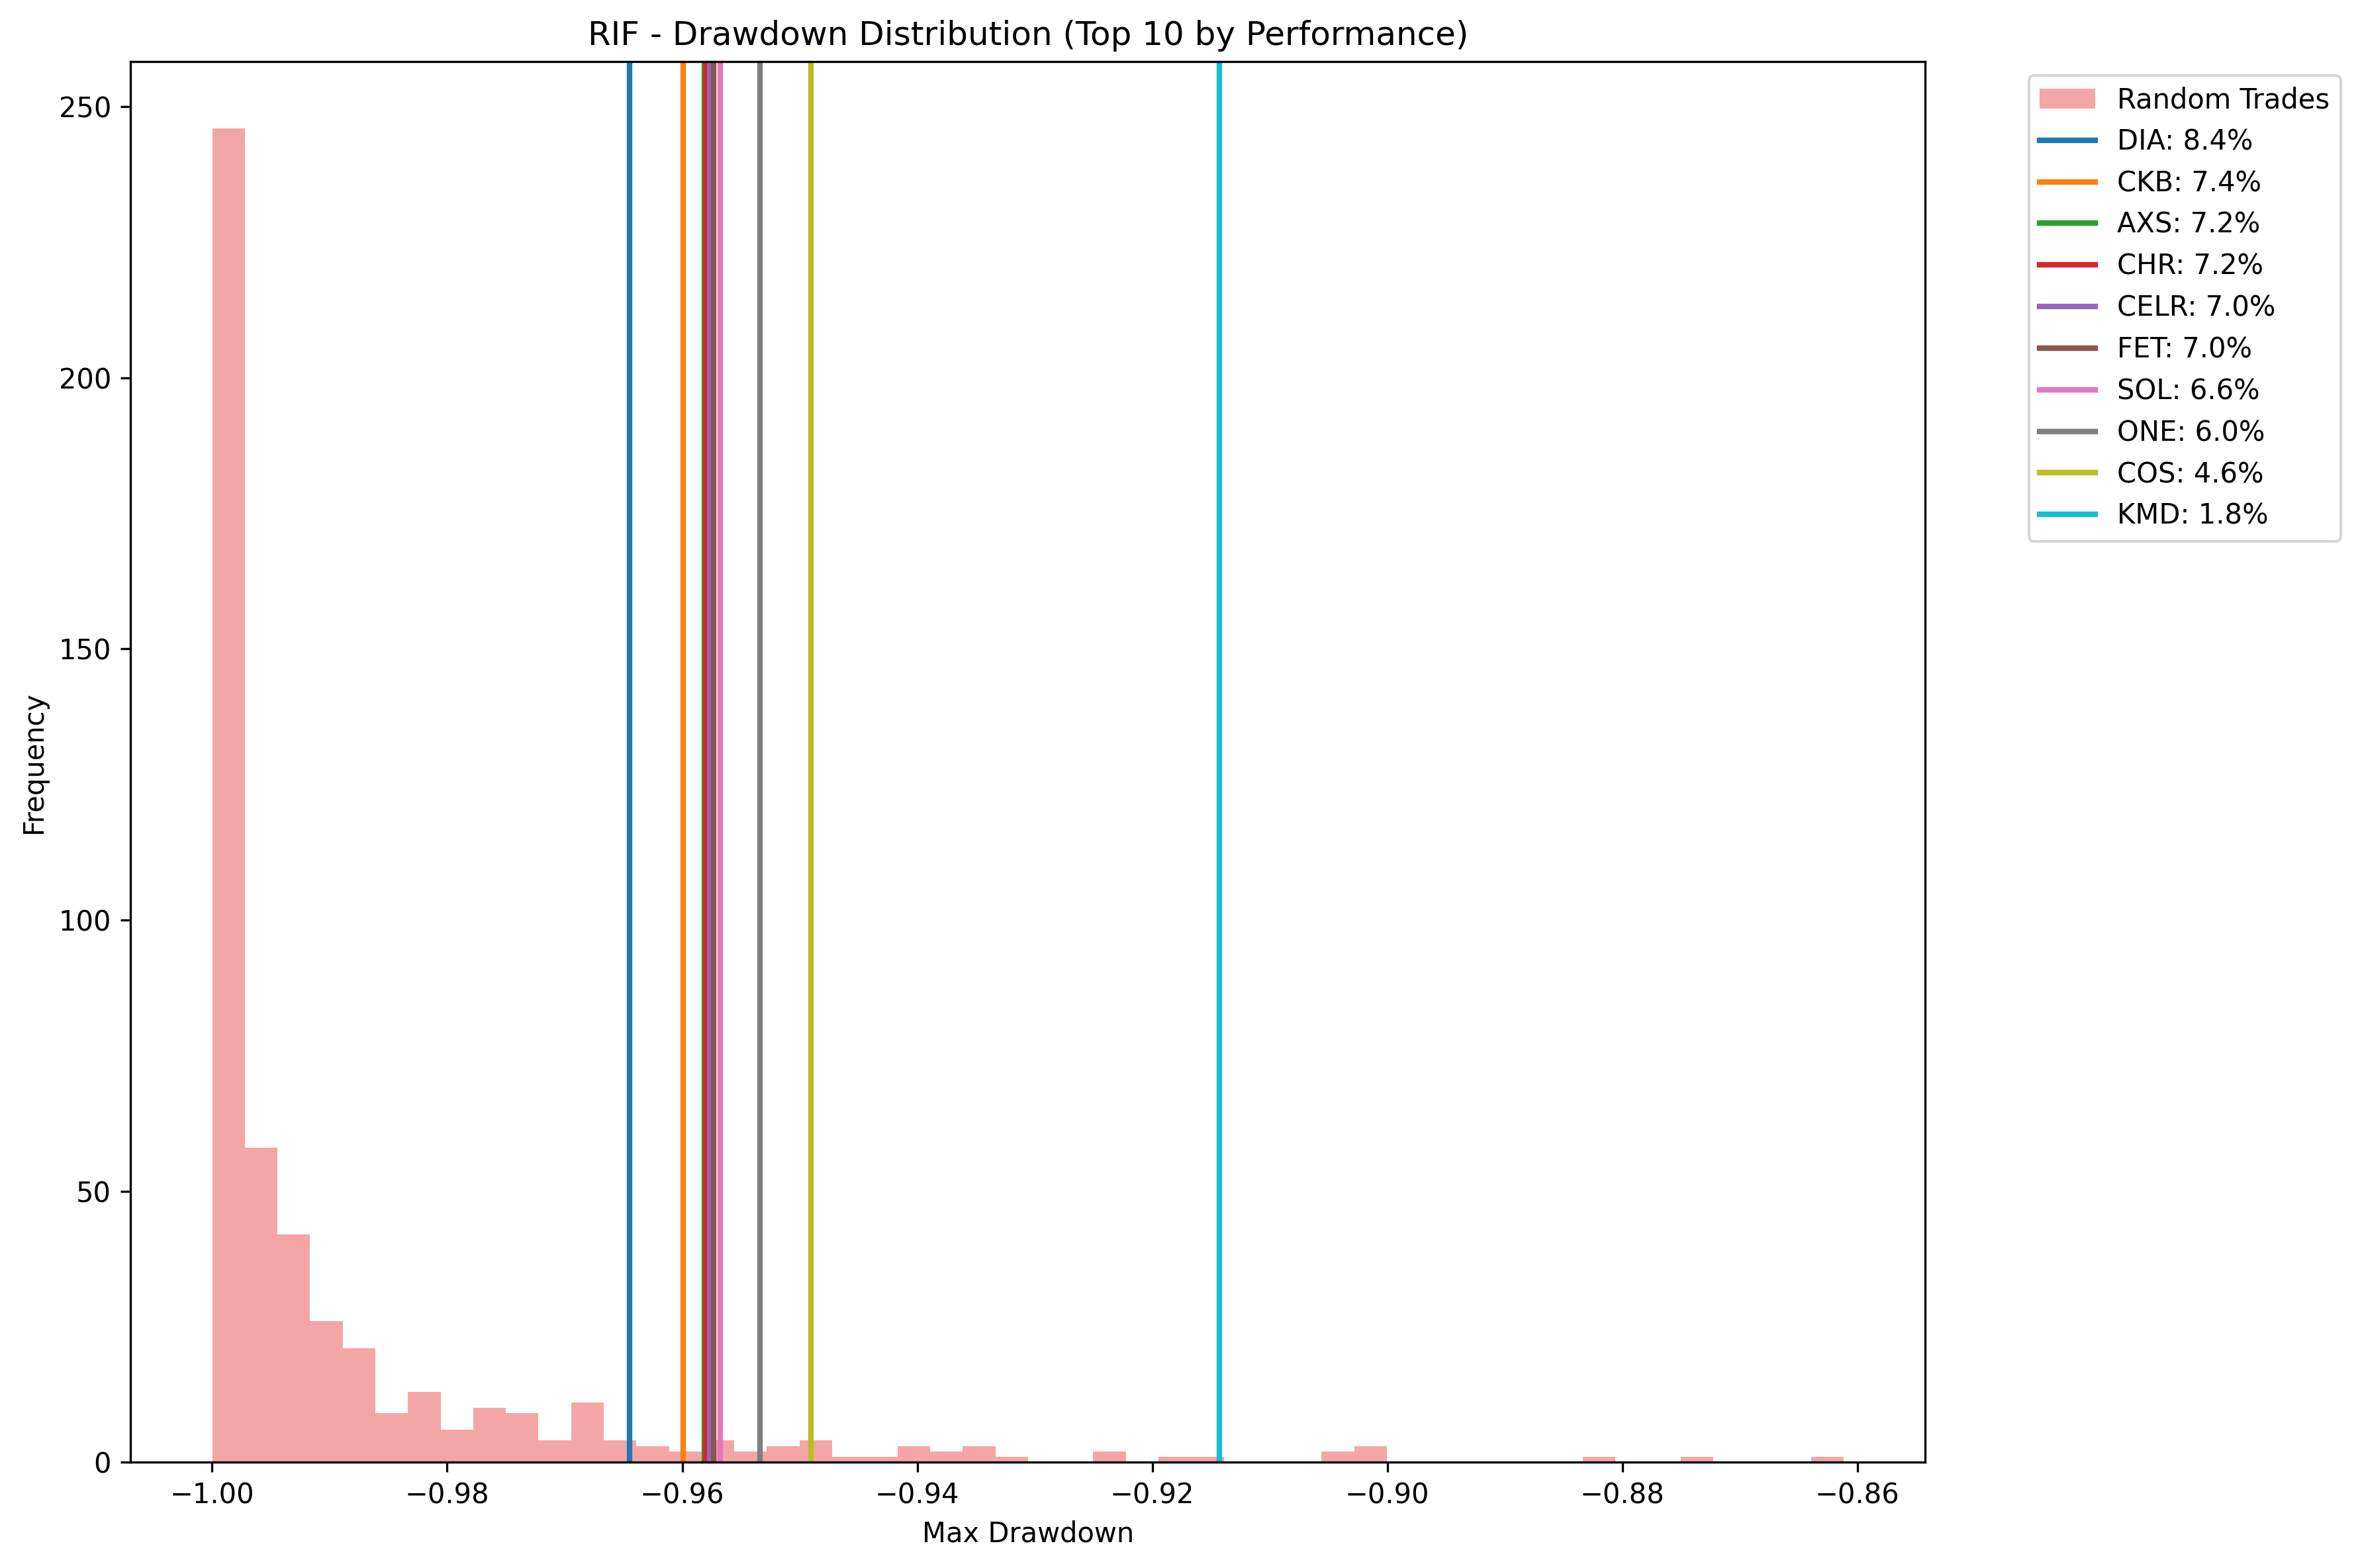 RIF - Drawdown Distribution (Top 10 by Performance)
250
200
150
100
50
0
Frequency
−1.00
−0.98
−0.96
−0.94
−0.92
−0.90
−0.88
−0.86
Max Drawdown
Random Trades
DIA: 8.4%
CKB: 7.4%
AXS: 7.2%
CHR: 7.2%
CELR: 7.0%
FET: 7.0%
SOL: 6.6%
ONE: 6.0%
COS: 4.6%
KMD: 1.8%